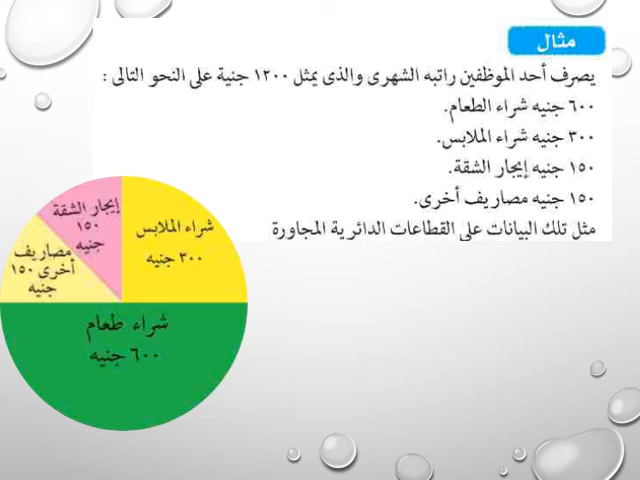 مثال
يصرف أحد الموظفين راتبه الشهرى والذى يمثل ١٢٠٠ جنية على النحو التالى :
٦٠٠ جنيه شراء الطعام.
٣٠٠ جنيه شراء الملابس.
١٥٠ جنيه إيجار الشقة.
١٥٠ جنيه مصاريف أخرى.
مثل تلك البيانات على القطاعات الدائرية المجاورة
إيجار الشقة
١٥٠
جنيه
شراء الملابس
٣٠٠ جنيه
مصاريف
أخرى ١٥٠
جنيه
شراء طعام
٦٠٠ جنيه